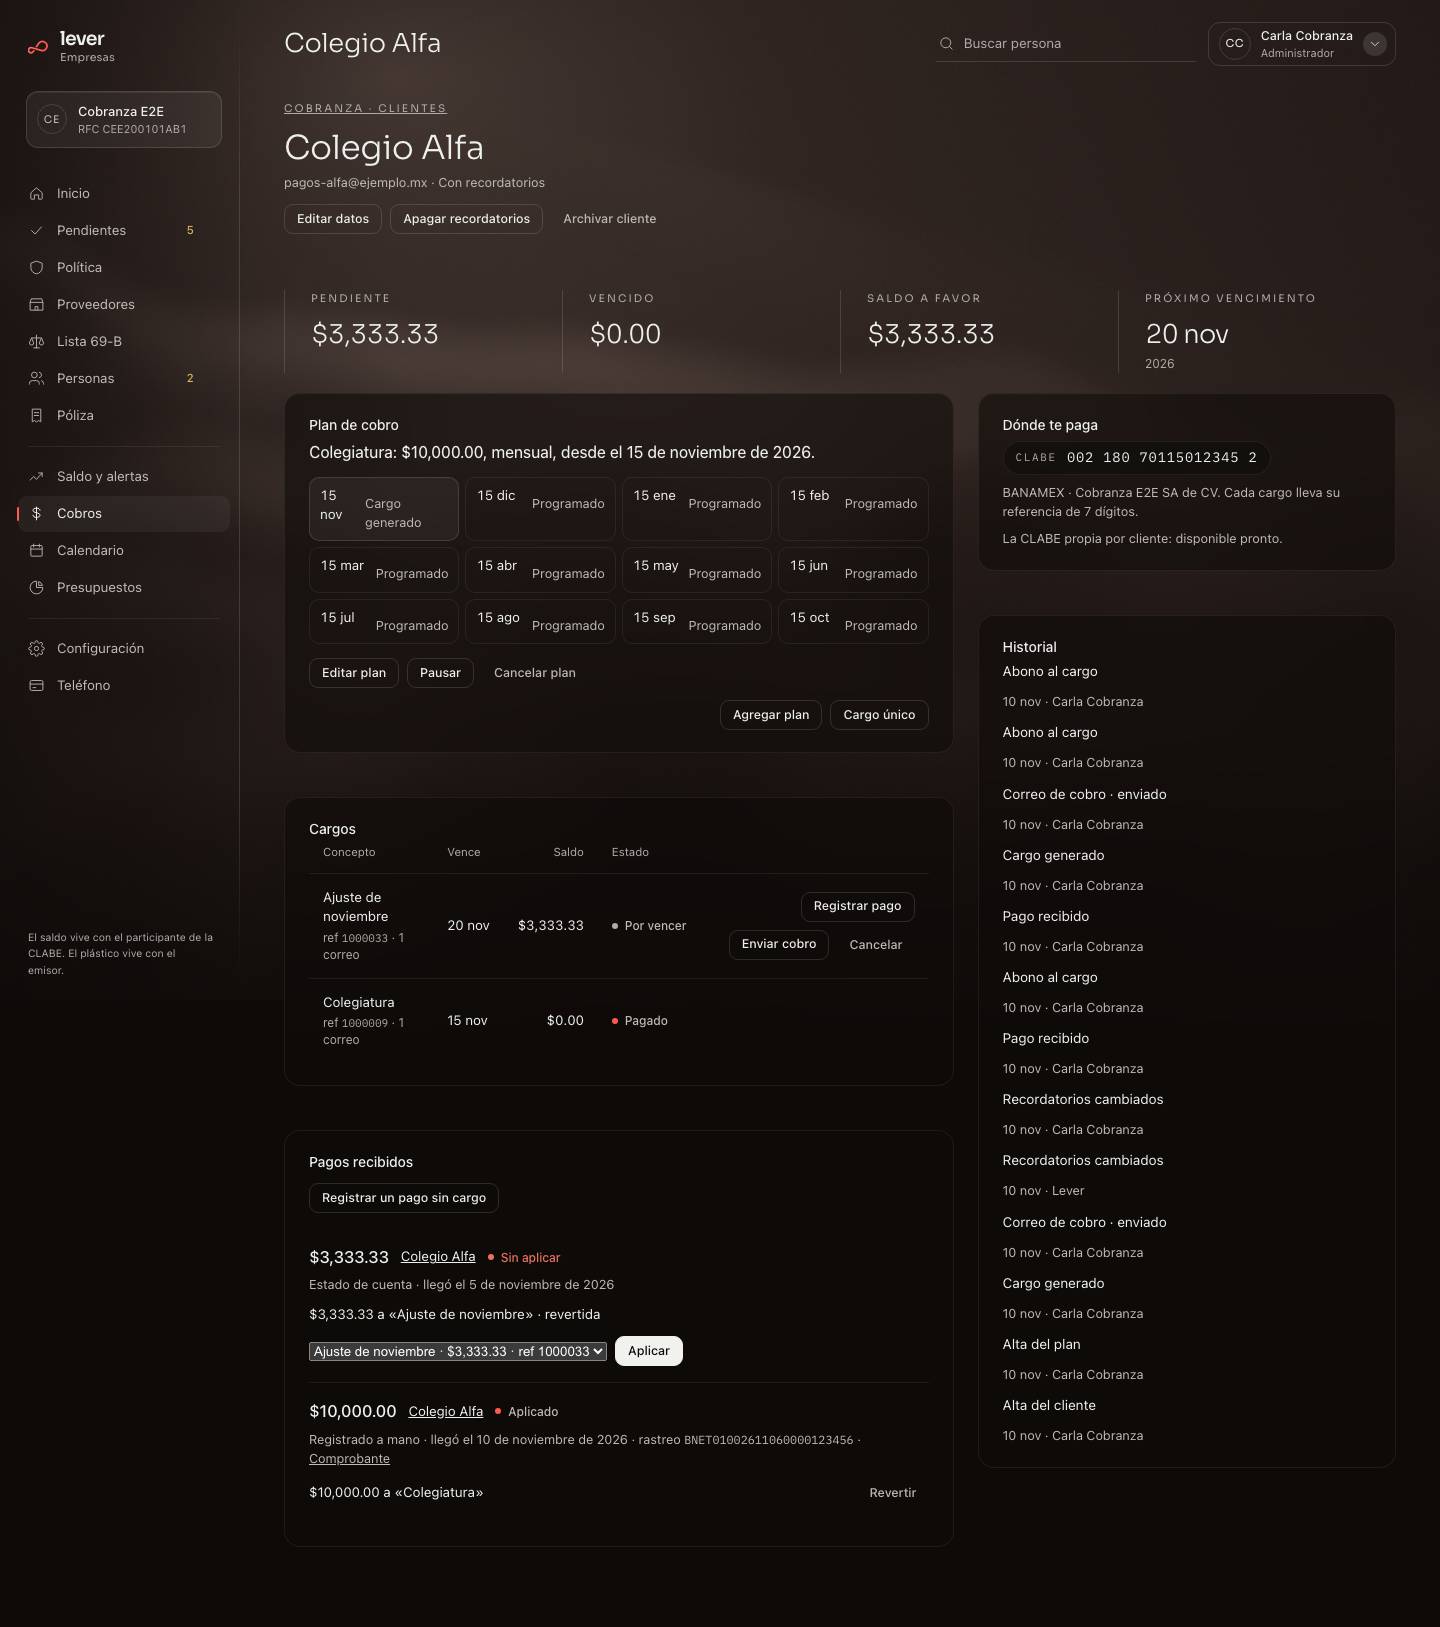 lever
Empresas
Cobranza E2E
CE
RFC CEE200101AB1
Inicio
Pendientes 5
Política
Proveedores
Lista 69-B
Personas 2
Póliza
Saldo y alertas
Cobros
Calendario
Presupuestos
Configuración
Teléfono
El saldo vive con el participante de la
CLABE. El plástico vive con el
emisor.
Colegio Alfa
Buscar persona
CC
Carla Cobranza
Administrador
COBRANZA · CLIENTES
Colegio Alfa
pagos-alfa@ejemplo.mx · Con recordatorios
Editar datos Apagar recordatorios Archivar cliente
PENDIENTE
$3,333.33
VENCIDO
$0.00
SALDO A FAVOR
$3,333.33
PRÓXIMO VENCIMIENTO
20 nov
2026
Plan de cobro
Colegiatura: $10,000.00, mensual, desde el 15 de noviembre de 2026.
15
nov
Cargo
generado
15 dic Programado
15 ene Programado
15 feb Programado
15 mar Programado
15 abr Programado
15 may Programado
15 jun Programado
15 jul Programado
15 ago Programado
15 sep Programado
15 oct Programado
Editar plan Pausar Cancelar plan
Agregar plan Cargo único
Cargos
Concepto Vence Saldo Estado
Ajuste de
noviembre
ref 1000033 · 1
correo
20 nov $3,333.33 Por vencer
Registrar pago
Enviar cobro Cancelar
Colegiatura
ref 1000009 · 1
correo
15 nov $0.00 Pagado
Pagos recibidos
Registrar un pago sin cargo
$3,333.33 Colegio Alfa Sin aplicar
Estado de cuenta · llegó el 5 de noviembre de 2026
$3,333.33 a «Ajuste de noviembre» · revertida
Ajuste de noviembre · $3,333.33 · ref 1000033 Aplicar
$10,000.00 Colegio Alfa Aplicado
Registrado a mano · llegó el 10 de noviembre de 2026 · rastreo BNET01002611060000123456 ·
Comprobante
$10,000.00 a «Colegiatura» Revertir
Dónde te paga
CLABE 002 180 70115012345 2
BANAMEX · Cobranza E2E SA de CV. Cada cargo lleva su
referencia de 7 dígitos.
La CLABE propia por cliente: disponible pronto.
Historial
Abono al cargo
10 nov · Carla Cobranza
Abono al cargo
10 nov · Carla Cobranza
Correo de cobro · enviado
10 nov · Carla Cobranza
Cargo generado
10 nov · Carla Cobranza
Pago recibido
10 nov · Carla Cobranza
Abono al cargo
10 nov · Carla Cobranza
Pago recibido
10 nov · Carla Cobranza
Recordatorios cambiados
10 nov · Carla Cobranza
Recordatorios cambiados
10 nov · Lever
Correo de cobro · enviado
10 nov · Carla Cobranza
Cargo generado
10 nov · Carla Cobranza
Alta del plan
10 nov · Carla Cobranza
Alta del cliente
10 nov · Carla Cobranza